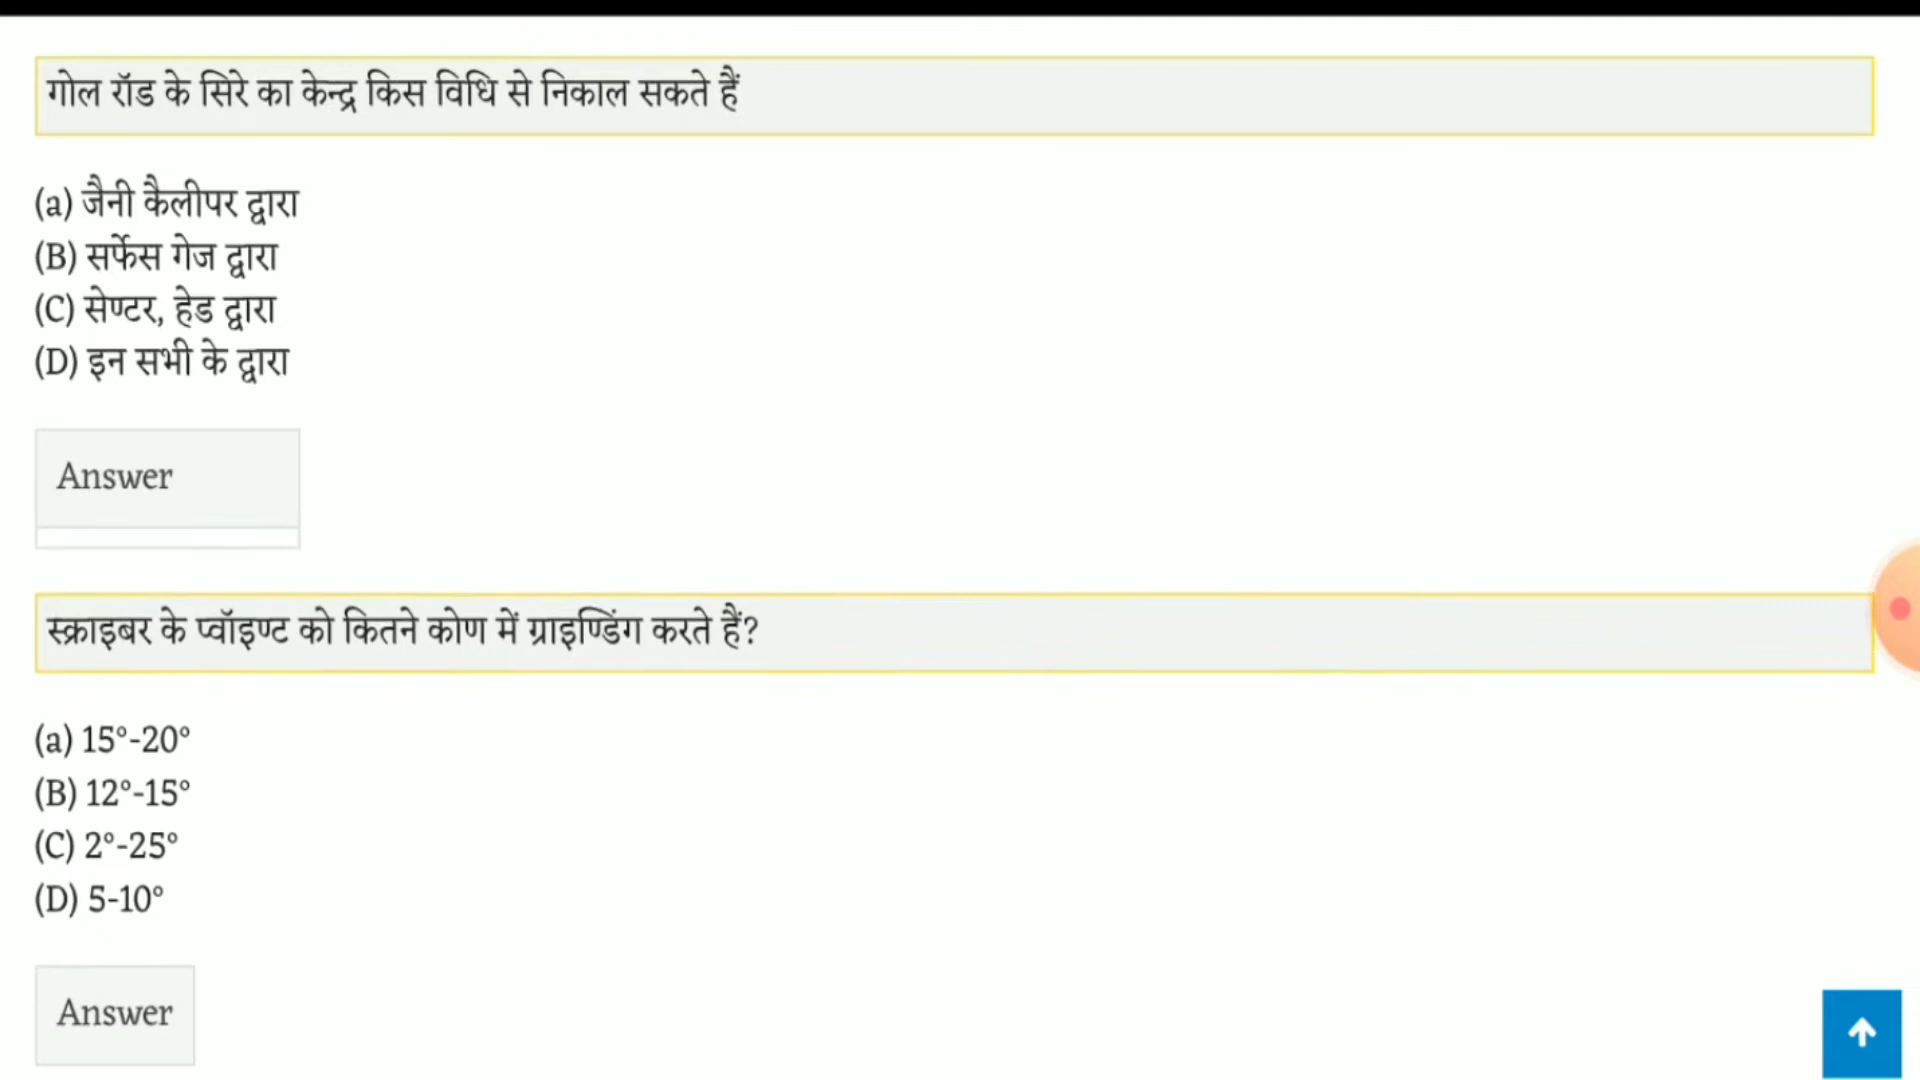 गोल रॉड के सिरे का केन्द्र किस विधि से निकाल सकते हैं
(a) जैनी कैलीपर द्वारा
(B) सर्फेस गेज द्वारा
(C) सेण्टर, हेड द्वारा
(D) इन सभी के द्वारा
Answer
स्क्राइबर के प्वॉइण्ट को कितने कोण में ग्राइण्डिंग करते हैं?
(a) 15°-20°
(B) 12°-15°
(C) 2°-25°
(D) 5-10°
Answer